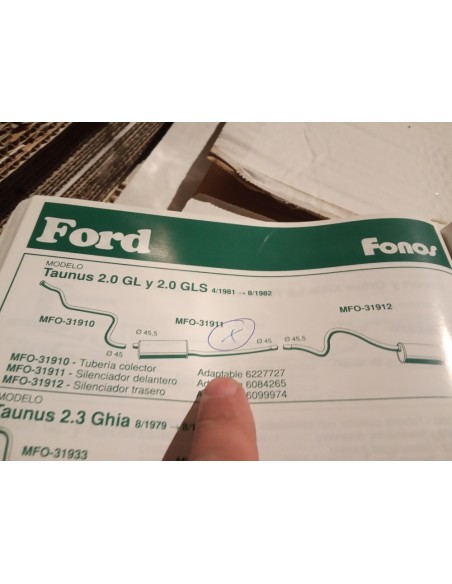 Ford
Fonos
MODELO
Taunus 2.0 GL y 2.0 GLS 4/1981 → 8/1982
MFO-31910
Ø 45
Ø 45,5
MFO-31911
x
Ø 45,5
MFO-31912
MFO-31910 - Tubería colector Adaptable 6227727
MFO-31911 - Silenciador delantero 6084265
MFO-31912 - Silenciador trasero 6099974
MODELO
Taunus 2.3 Ghia 8/1979 →
MFO-31933